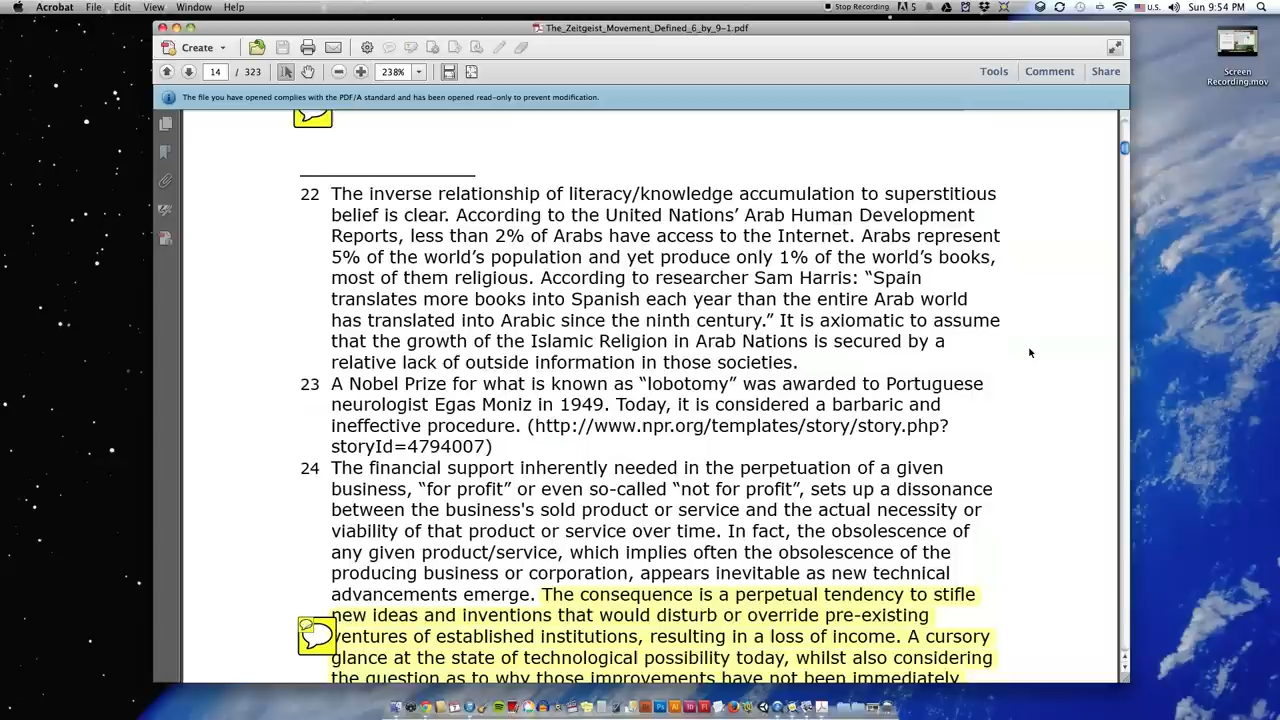 Acrobat File Edit View Window Help
Stop Recording
5
U.S.
Sun 9:54 PM
The_Zeitgeist_Movement_Defined_6_by_9-1.pdf
Create
14 / 323
238%
Tools Comment Share
The file you have opened complies with the PDF/A standard and has been opened read-only to prevent modification.
Screen
Recording.mov
22 The inverse relationship of literacy/knowledge accumulation to superstitious
belief is clear. According to the United Nations’ Arab Human Development
Reports, less than 2% of Arabs have access to the Internet. Arabs represent
5% of the world’s population and yet produce only 1% of the world’s books,
most of them religious. According to researcher Sam Harris: “Spain
translates more books into Spanish each year than the entire Arab world
has translated into Arabic since the ninth century.” It is axiomatic to assume
that the growth of the Islamic Religion in Arab Nations is secured by a
relative lack of outside information in those societies.
23 A Nobel Prize for what is known as “lobotomy” was awarded to Portuguese
neurologist Egas Moniz in 1949. Today, it is considered a barbaric and
ineffective procedure. (http://www.npr.org/templates/story/story.php?
storyId=4794007)
24 The financial support inherently needed in the perpetuation of a given
business, “for profit” or even so-called “not for profit”, sets up a dissonance
between the business's sold product or service and the actual necessity or
viability of that product or service over time. In fact, the obsolescence of
any given product/service, which implies often the obsolescence of the
producing business or corporation, appears inevitable as new technical
advancements emerge. The consequence is a perpetual tendency to stifle
new ideas and inventions that would disturb or override pre-existing
ventures of established institutions, resulting in a loss of income. A cursory
glance at the state of technological possibility today, whilst also considering
the question as to why those improvements have not been immediately